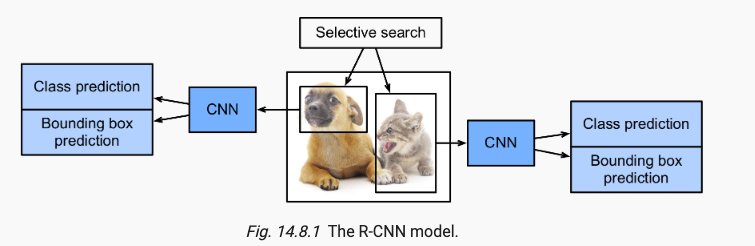 Selective search
Class prediction
Bounding box
prediction
CNN
CNN
Class prediction
Bounding box
prediction
Fig. 14.8.1 The R-CNN model.